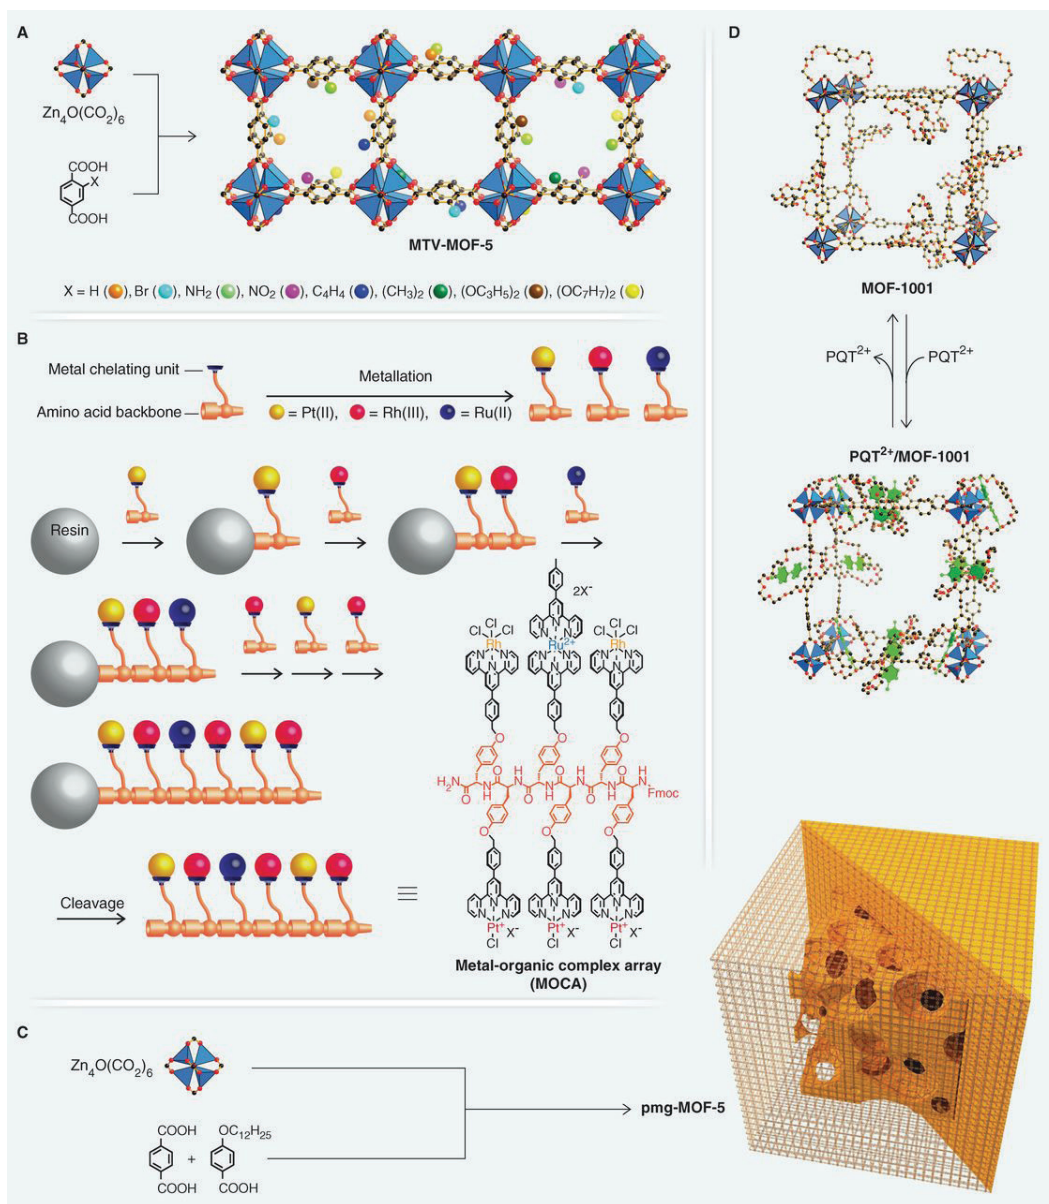 A
Zn4O(CO2)6
COOH
X
COOH
MTV-MOF-5
X = H ( ), Br ( ), NH2 ( ), NO2 ( ), C4H4 ( ), (CH3)2 ( ), (OC3H5)2 ( ), (OC7H7)2 ( )
B
Metal chelating unit
Amino acid backbone
Metallation
= Pt(II), = Rh(III), = Ru(II)
Resin
2X-
Cl Cl Cl Cl
Cl Cl
Rh Ru2+ Rh
N N N N N N N N N
N N N
O O O
H2N O N H O H N O N H O H N O N H O H N
Fmoc
O O O
N N N N N N N N N
Pt+ X- Pt+ X- Pt+ X-
Cl Cl Cl
Cleavage
≡
Metal-organic complex array
(MOCA)
C
Zn4O(CO2)6
COOH
COOH
+
OC12H25
COOH
pmg-MOF-5
D
MOF-1001
PQT2+ PQT2+
PQT2+/MOF-1001